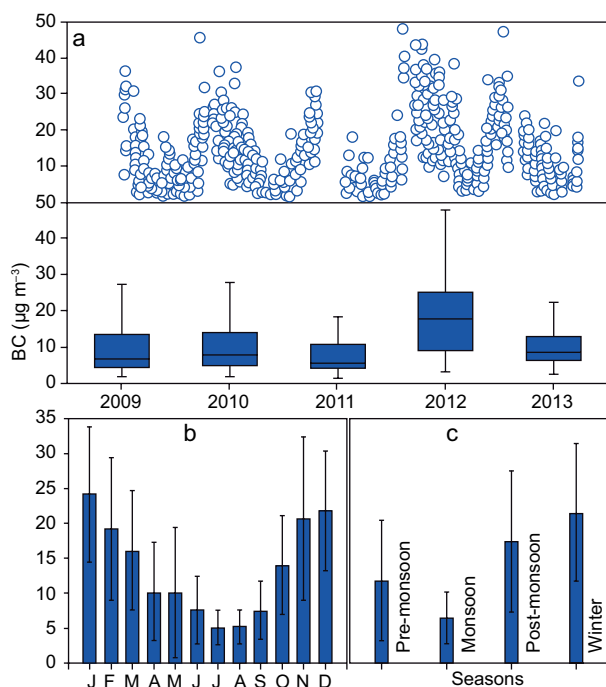 a
50
40
30
20
10
50
40
30
20
10
0
BC (µg m⁻³)
2009 2010 2011 2012 2013
b
35
30
25
20
15
10
5
0
J F M A M J J A S O N D
c
Pre-monsoon
Monsoon
Post-monsoon
Winter
Seasons